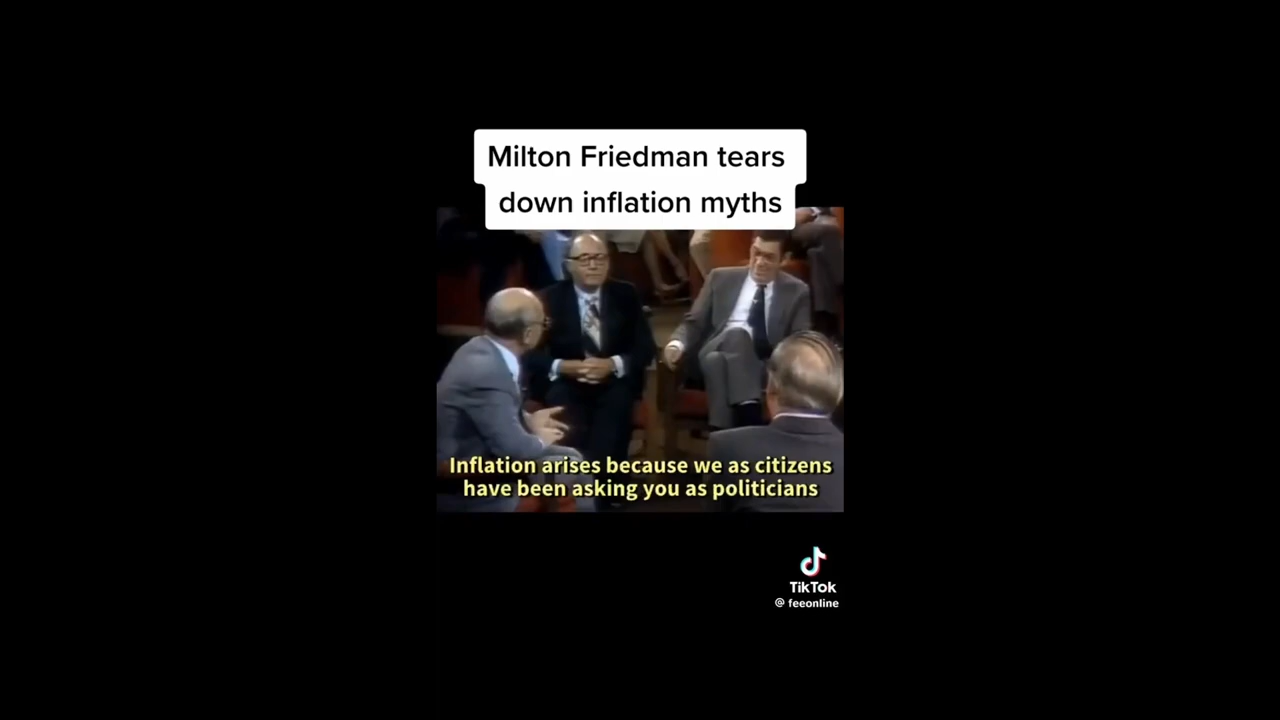 Milton Friedman tears
down inflation myths
Inflation arises because we as citizens
have been asking you as politicians
TikTok
@ feeonline